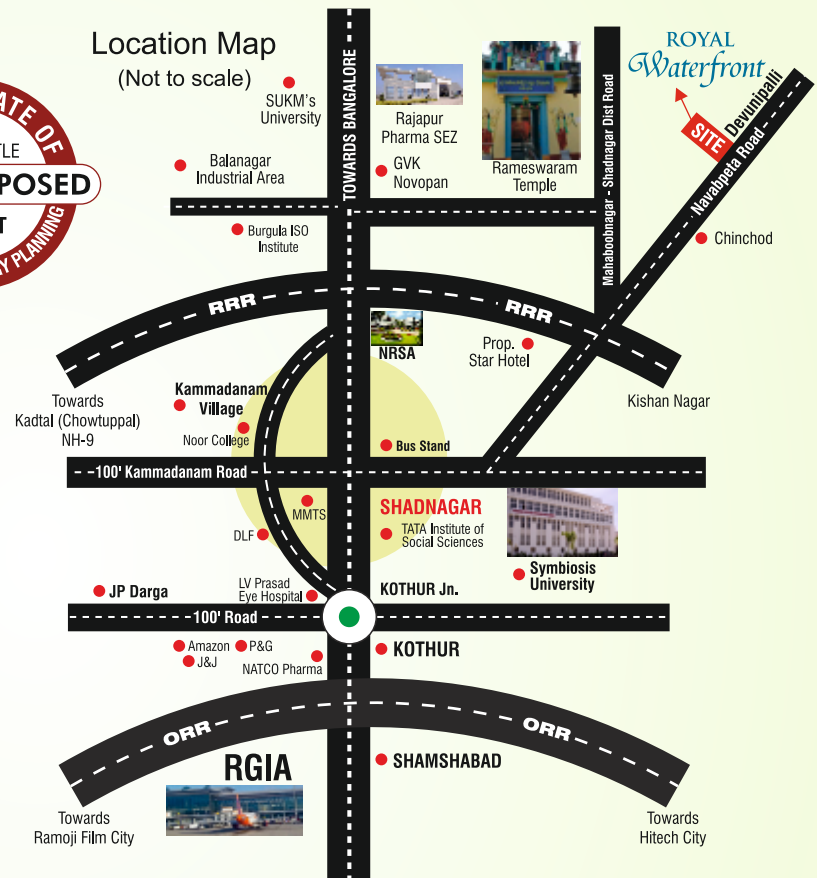 Location Map
(Not to scale)
ATE OF
TLE
POSED
T
Y PLANNING
SUKM's
University
TOWARDS BANGALORE
Rajapur
Pharma SEZ
GVK
Novopan
Rameswaram
Temple
Mahaboobnagar - Shadnagar Dist Road
ROYAL
Waterfront
SITE
Devunipalli
Navabpeta Road
Chinchod
Balanagar
Industrial Area
Burgula ISO
Institute
RRR
RRR
NRSA
Prop.
Star Hotel
Towards
Kadtal (Chowtuppal)
NH-9
Kishan Nagar
Kammadanam
Village
Noor College
Bus Stand
100' Kammadanam Road
MMTS
SHADNAGAR
DLF
TATA Institute of
Social Sciences
Symbiosis
University
JP Darga
LV Prasad
Eye Hospital
KOTHUR Jn.
100' Road
Amazon
P&G
J&J
NATCO Pharma
KOTHUR
ORR
ORR
RGIA
SHAMSHABAD
Towards
Ramoji Film City
Towards
Hitech City